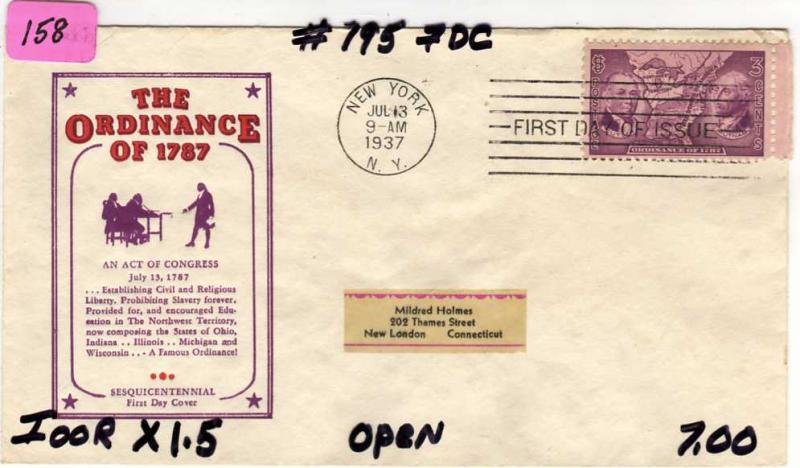 158
# 795 FDC
THE
ORDINANCE
OF 1787
AN ACT OF CONGRESS
July 13, 1787
. . . Establishing Civil and Religious
Liberty, Prohibiting Slavery forever,
Provided for, and encouraged Edu-
cation in The Northwest Territory,
now composing the States of Ohio,
Indiana . . Illinois . . Michigan and
Wisconsin . . - A Famous Ordinance!
SESQUICENTENNIAL
First Day Cover
NEW YORK
JUL 13
9-AM
1937
N. Y.
FIRST DAY OF ISSUE
3 CENTS
ORDINANCE OF 1787
Mildred Holmes
202 Thames Street
New London Connecticut
IOOR X1.5
OPEN
7.00